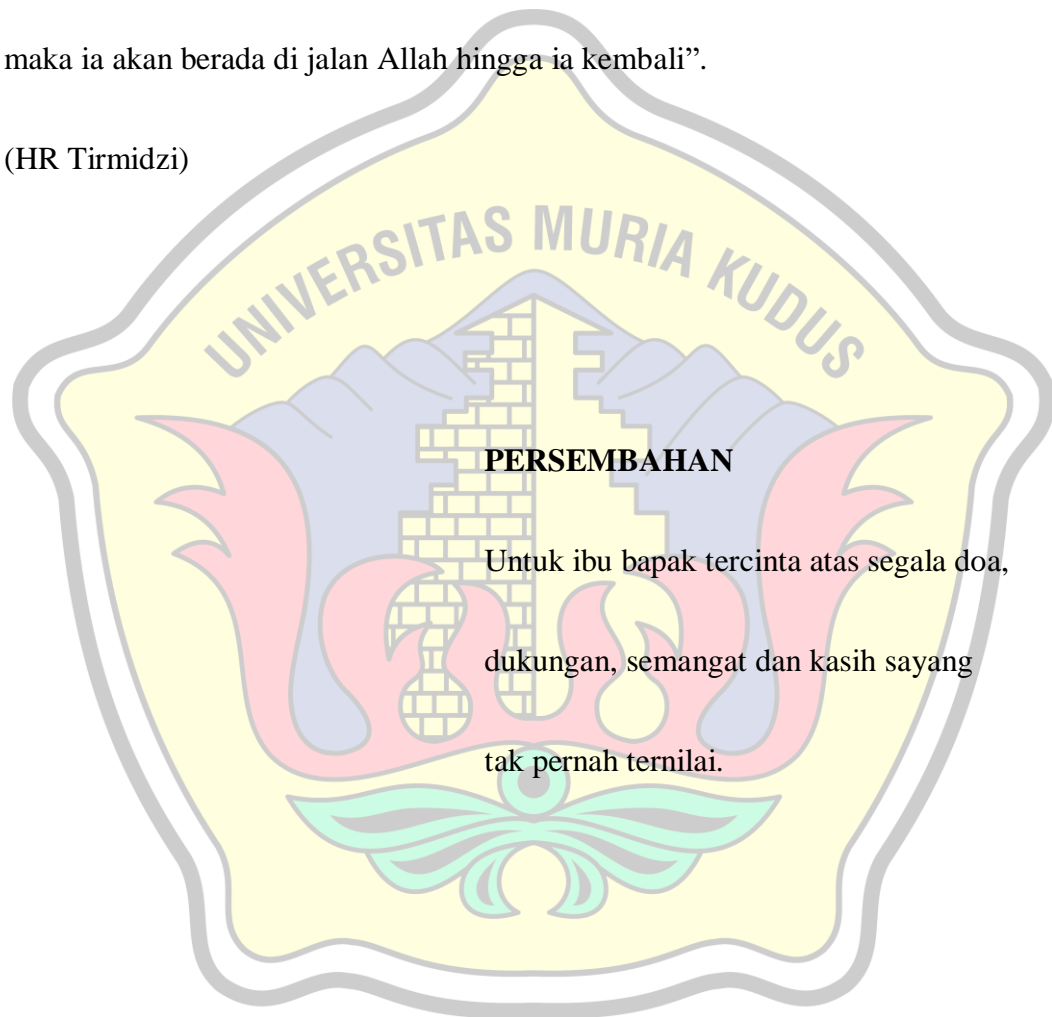 maka ia akan berada di jalan Allah hingga ia kembali”.
(HR Tirmidzi)
UNIVERSITAS MURIA KUDUS
PERSEMBAHAN
Untuk ibu bapak tercinta atas segala doa,
dukungan, semangat dan kasih sayang
tak pernah ternilai.